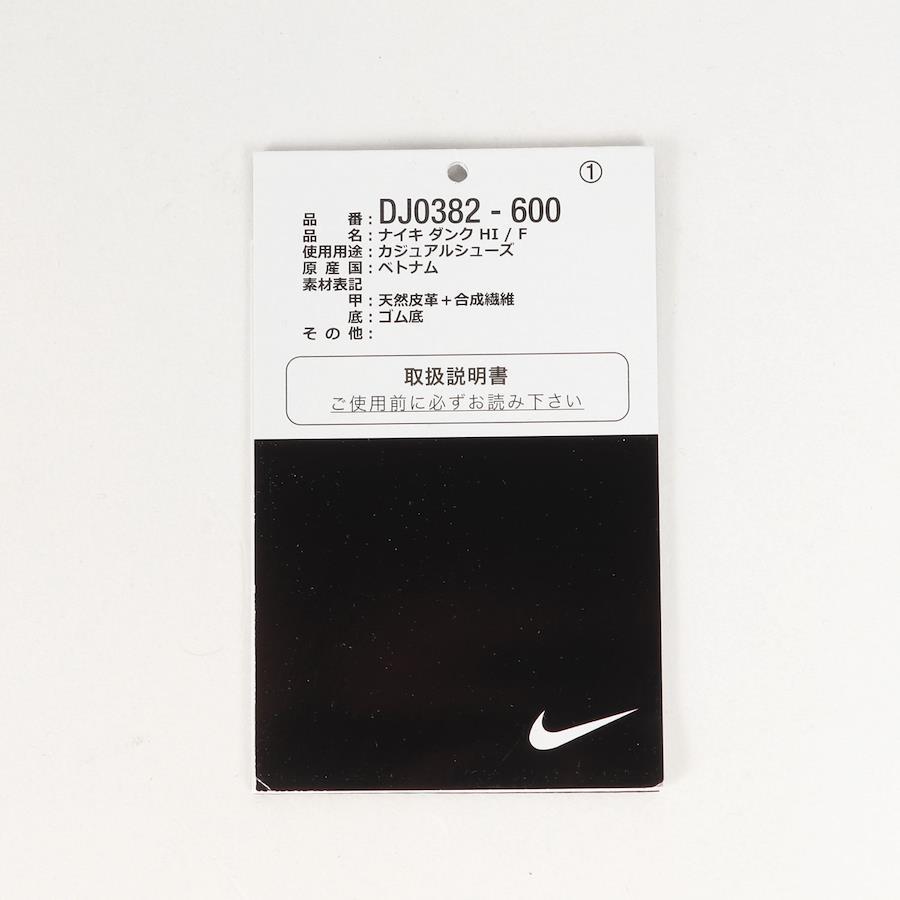 ①
品番:DJ0382 - 600
品名:ナイキ ダンク HI / F
使用用途:カジュアルシューズ
原産国:ベトナム
素材表記
甲:天然皮革+合成繊維
底:ゴム底
その他:
取扱説明書
ご使用前に必ずお読み下さい